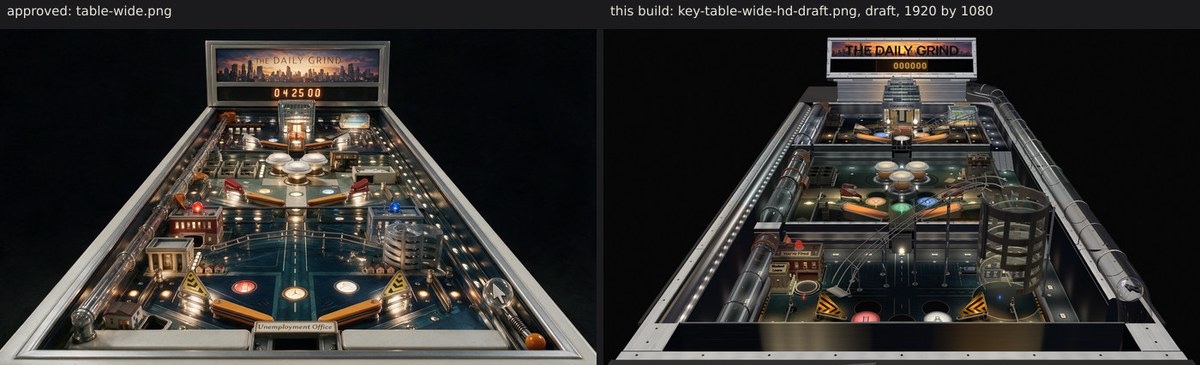 approved: table-wide.png
this build: key-table-wide-hd-draft.png, draft, 1920 by 1080
THE DAILY GRIND
042500
Unemployment Office
THE DAILY GRIND
000000